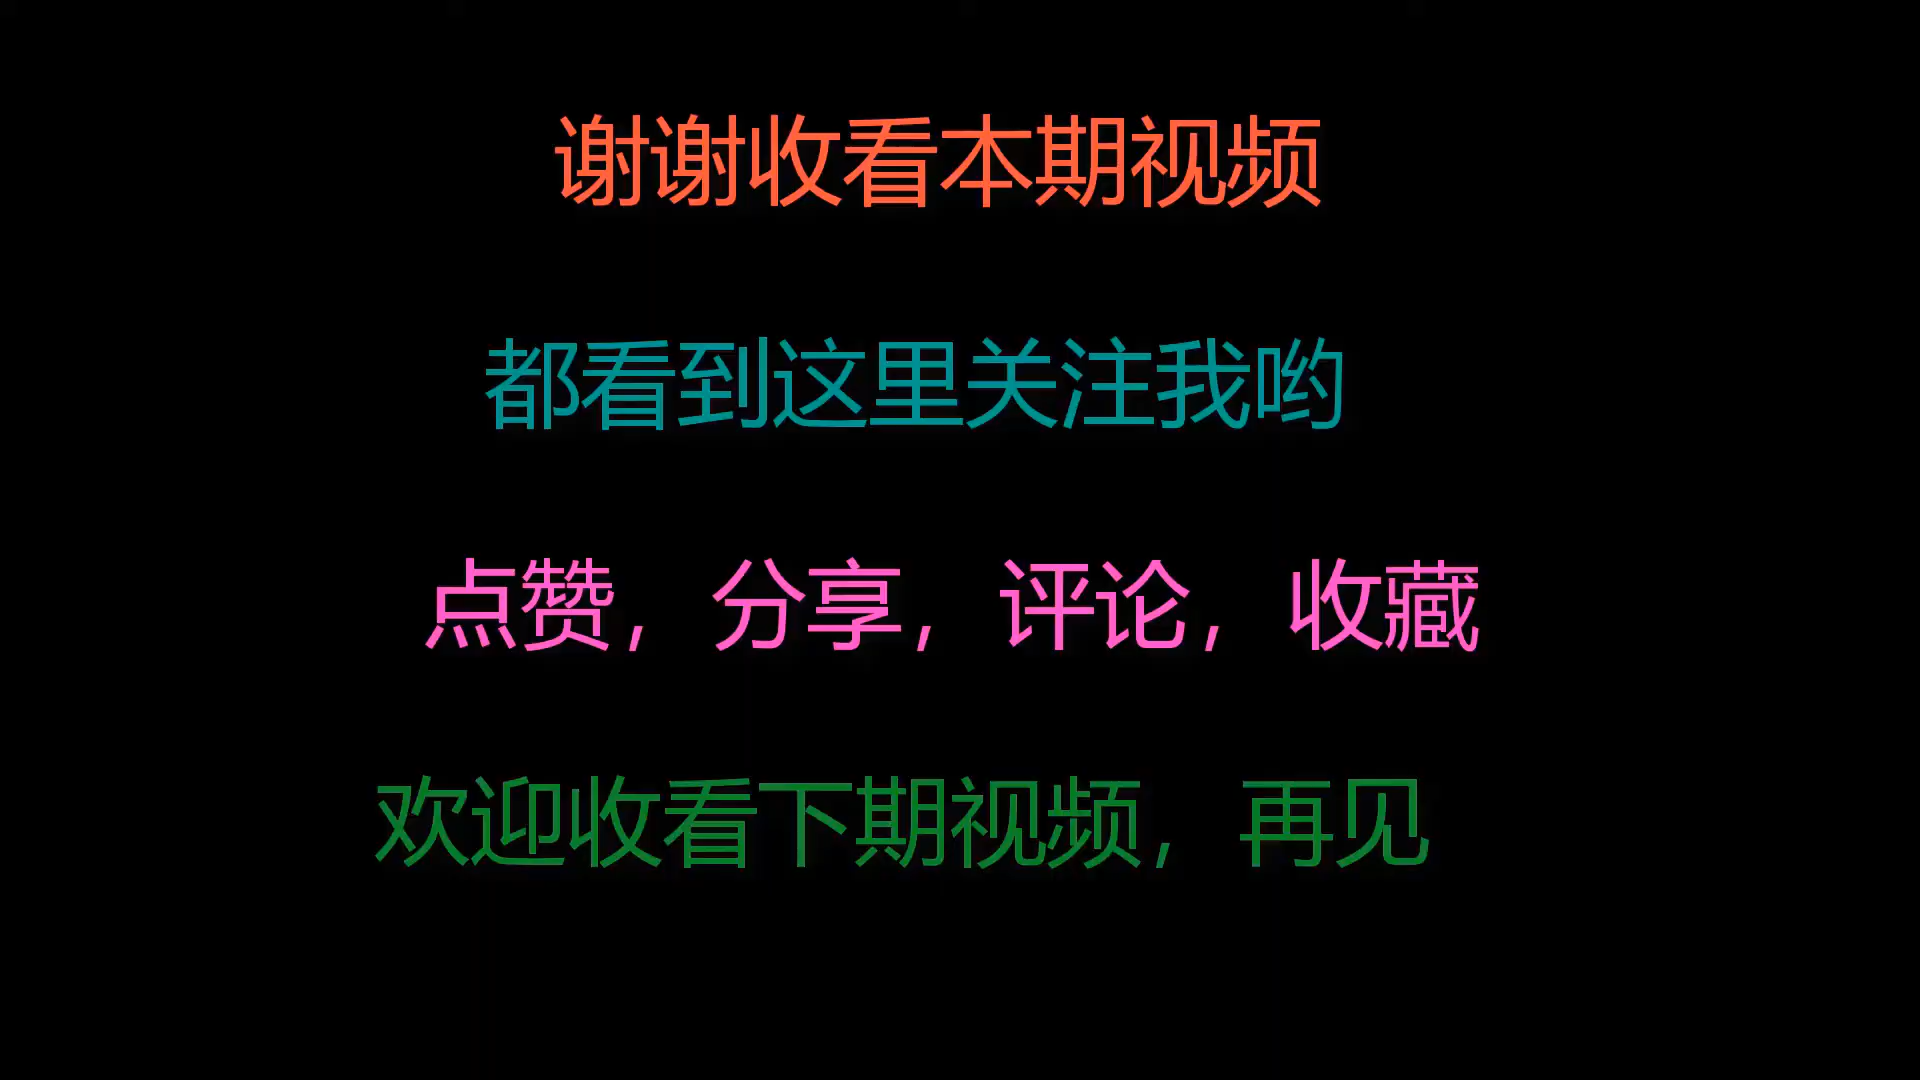 谢谢收看本期视频
都看到这里关注我哟
点赞，分享，评论，收藏
欢迎收看下期视频，再见